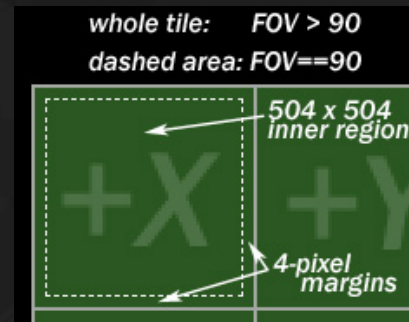 whole tile: FOV > 90
dashed area: FOV==90
504 x 504
inner region
+X
+Y
4-pixel
margins